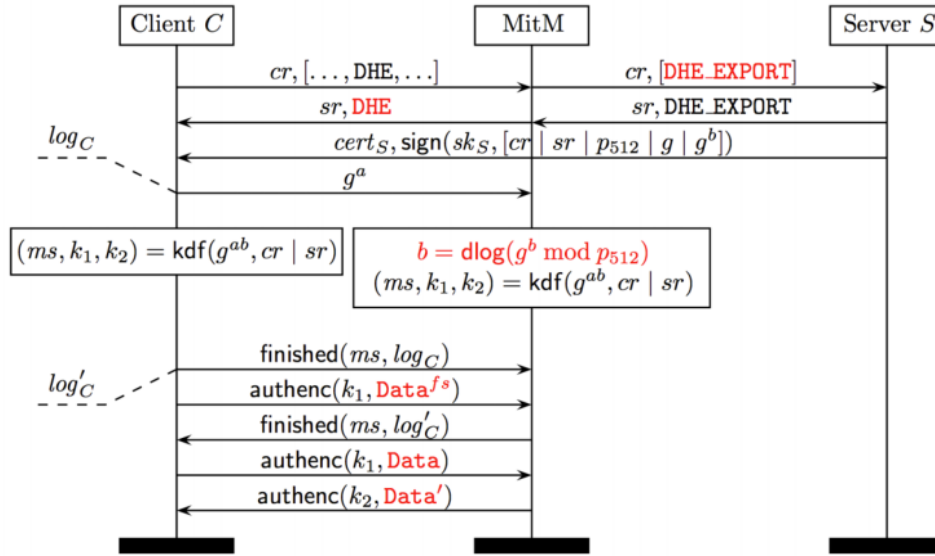 Client C
MitM
Server S
cr, [..., DHE, ...]
cr, [DHE_EXPORT]
sr, DHE
sr, DHE_EXPORT
log_C
cert_S, sign(sk_S, [cr | sr | p_512 | g | g^b])
g^a
(ms, k_1, k_2) = kdf(g^{ab}, cr | sr)
b = dlog(g^b mod p_512)
(ms, k_1, k_2) = kdf(g^{ab}, cr | sr)
finished(ms, log_C)
log'_C
authenc(k_1, Data^{fs})
finished(ms, log'_C)
authenc(k_1, Data)
authenc(k_2, Data')